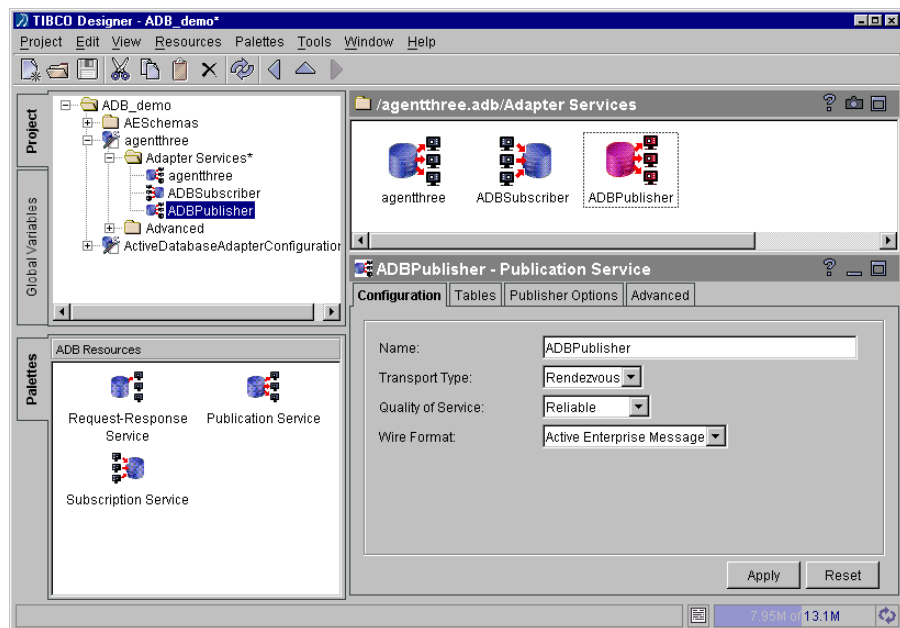 TIBCO Designer - ADB_demo*
Project Edit View Resources Palettes Tools Window Help
Project
Global Variables
ADB_demo
AESchemas
agentthree
Adapter Services*
agentthree
ADBSubscriber
ADBPublisher
Advanced
ActiveDatabaseAdapterConfiguration
/agentthree.adb/Adapter Services
agentthree
ADBSubscriber
ADBPublisher
Palettes
ADB Resources
Request-Response
Service
Publication Service
Subscription Service
ADBPublisher - Publication Service
Configuration Tables Publisher Options Advanced
Name: ADBPublisher
Transport Type: Rendezvous
Quality of Service: Reliable
Wire Format: Active Enterprise Message
Apply Reset
7.95M of 13.1M